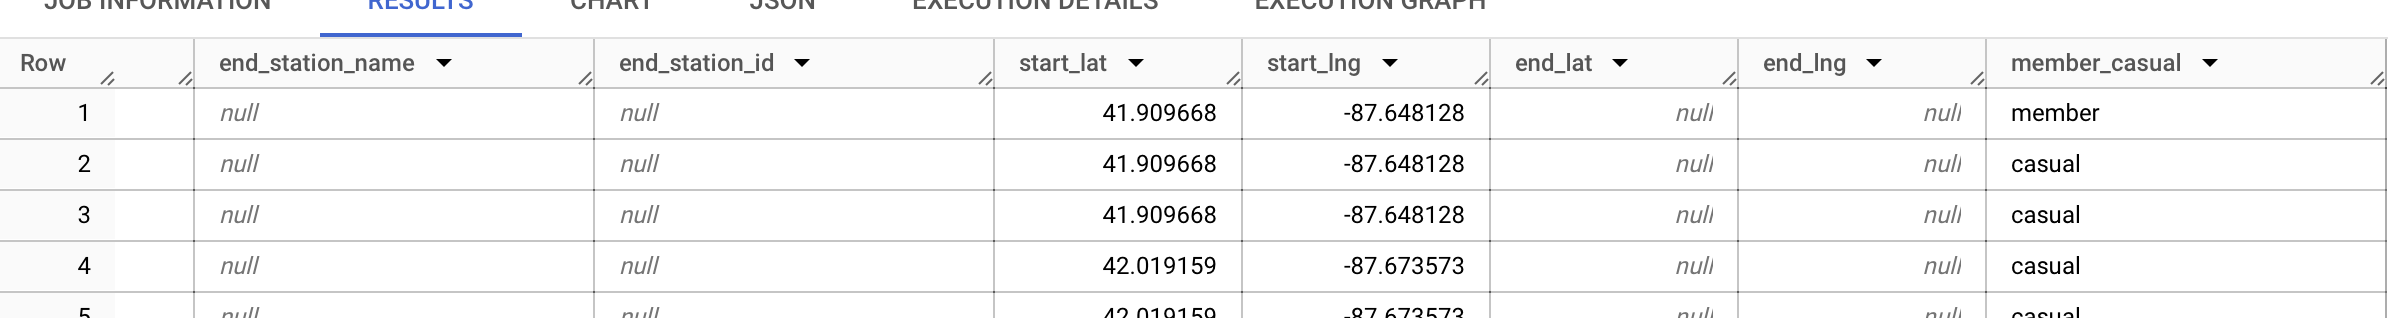 JOB INFORMATION RESULTS CHART JSON EXECUTION DETAILS EXECUTION GRAPH
Row end_station_name end_station_id start_lat start_lng end_lat end_lng member_casual
1 null null 41.909668 -87.648128 null null member
2 null null 41.909668 -87.648128 null null casual
3 null null 41.909668 -87.648128 null null casual
4 null null 42.019159 -87.673573 null null casual
5 null null 42.019159 -87.673573 null null casual